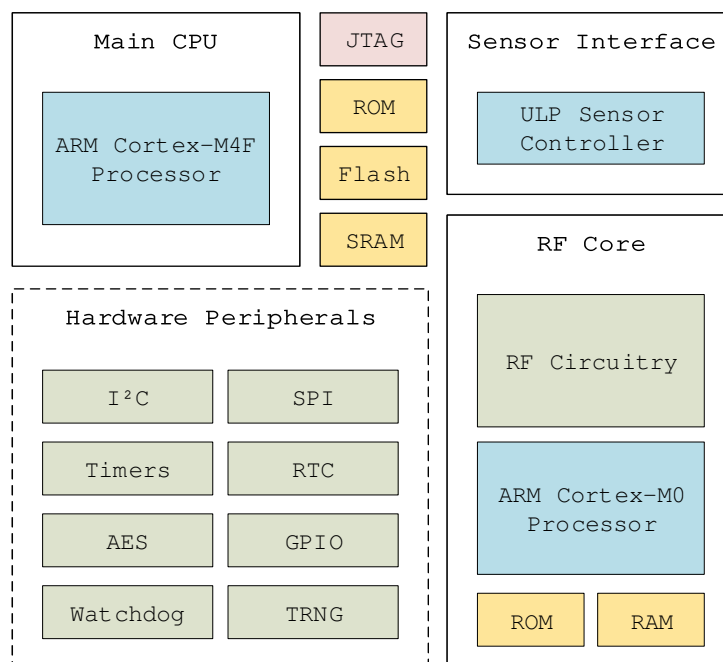 Main CPU
ARM Cortex-M4F
Processor
JTAG
ROM
Flash
SRAM
Sensor Interface
ULP Sensor
Controller
Hardware Peripherals
I²C
SPI
Timers
RTC
AES
GPIO
Watchdog
TRNG
RF Core
RF Circuitry
ARM Cortex-M0
Processor
ROM
RAM